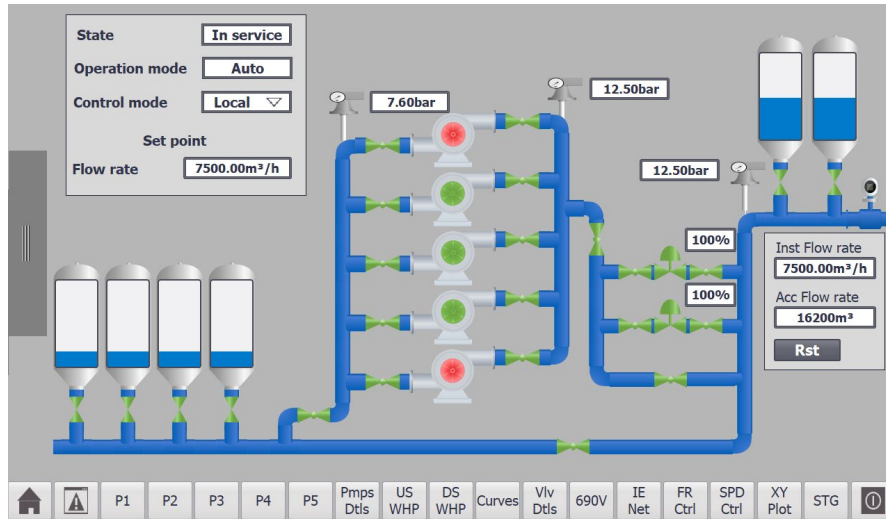 State In service
Operation mode Auto
Control mode Local
Set point
Flow rate 7500.00m³/h
7.60bar
12.50bar
12.50bar
100%
100%
Inst Flow rate
7500.00m³/h
Acc Flow rate
16200m³
Rst
P1 P2 P3 P4 P5 Pmps Dtls US WHP DS WHP Curves Vlv Dtls 690V IE Net FR Ctrl SPD Ctrl XY Plot STG